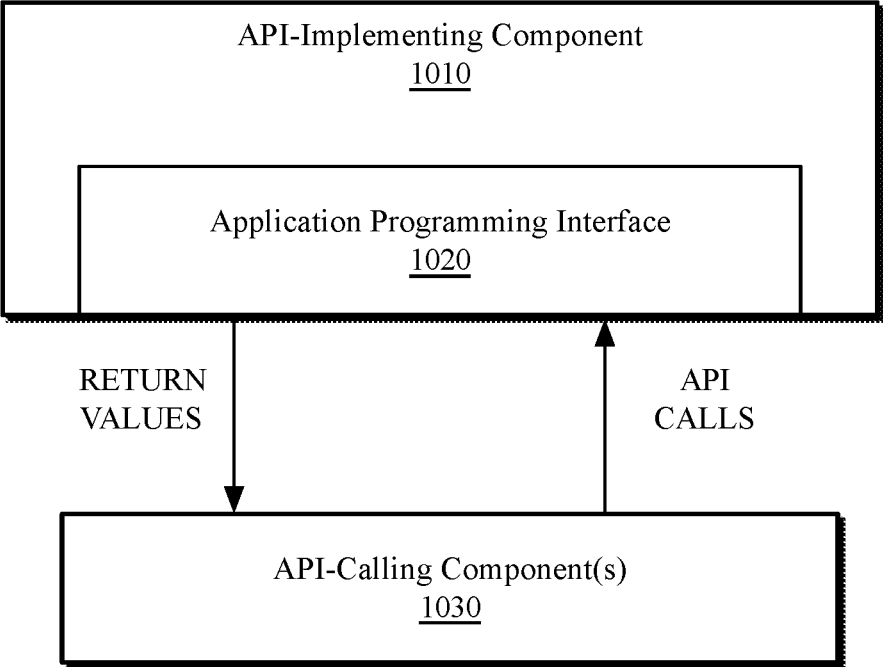 API-Implementing Component
1010
Application Programming Interface
1020
RETURN
VALUES
API
CALLS
API-Calling Component(s)
1030